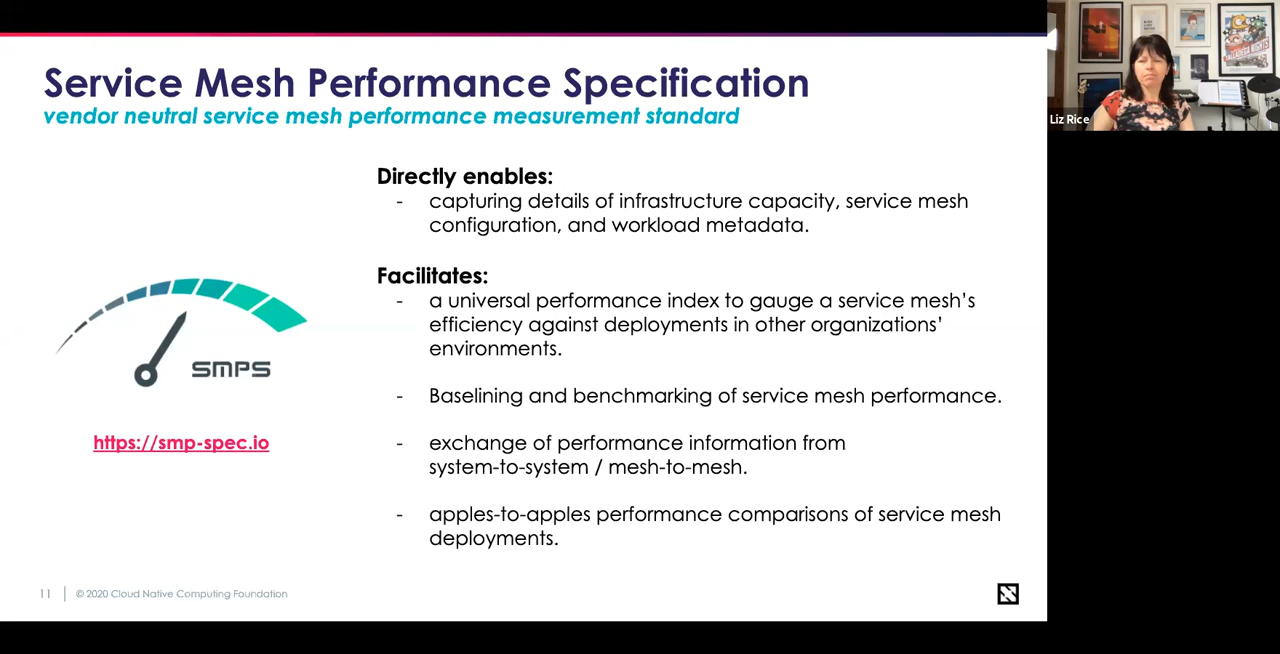 Service Mesh Performance Specification
vendor neutral service mesh performance measurement standard
Directly enables:
- capturing details of infrastructure capacity, service mesh
configuration, and workload metadata.
Facilitates:
- a universal performance index to gauge a service mesh's
efficiency against deployments in other organizations'
environments.
- Baselining and benchmarking of service mesh performance.
- exchange of performance information from
system-to-system / mesh-to-mesh.
- apples-to-apples performance comparisons of service mesh
deployments.
SMPS
https://smp-spec.io
11 | © 2020 Cloud Native Computing Foundation
Liz Rice